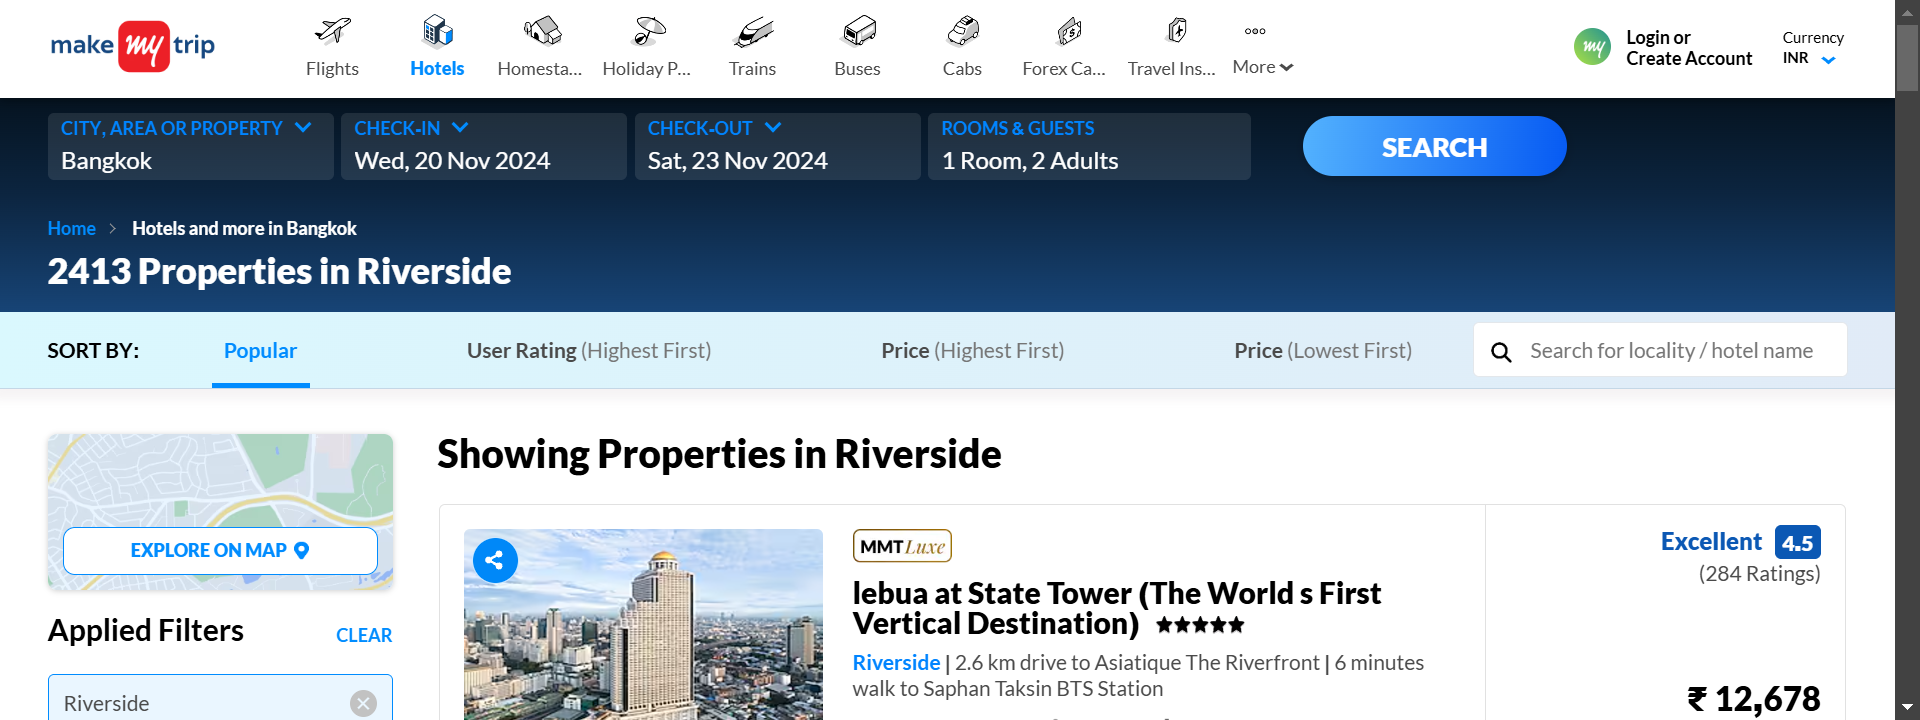 make my trip
Flights
Hotels
Homesta...
Holiday P...
Trains
Buses
Cabs
Forex Ca...
Travel Ins...
More
my
Login or
Create Account
Currency
INR
CITY, AREA OR PROPERTY
Bangkok
CHECK-IN
Wed, 20 Nov 2024
CHECK-OUT
Sat, 23 Nov 2024
ROOMS & GUESTS
1 Room, 2 Adults
SEARCH
Home > Hotels and more in Bangkok
2413 Properties in Riverside
SORT BY:
Popular
User Rating (Highest First)
Price (Highest First)
Price (Lowest First)
Search for locality / hotel name
EXPLORE ON MAP
Applied Filters
CLEAR
Riverside
Showing Properties in Riverside
MMTLuxe
lebua at State Tower (The World s First
Vertical Destination)
Riverside | 2.6 km drive to Asiatique The Riverfront | 6 minutes
walk to Saphan Taksin BTS Station
Excellent 4.5
(284 Ratings)
₹ 12,678